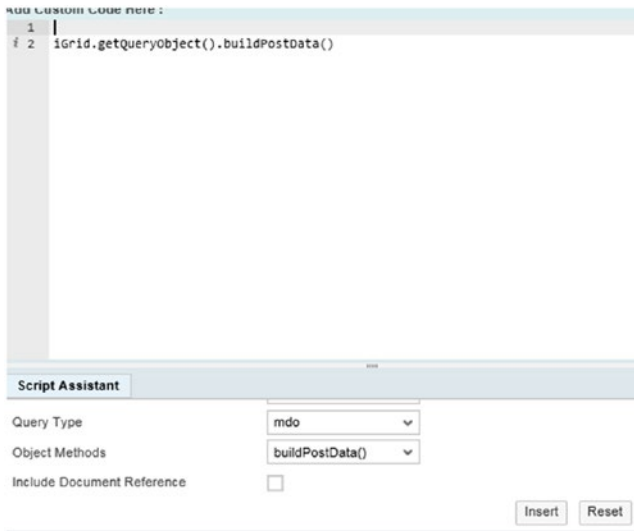 Add Custom Code Here :
1
i 2 iGrid.getQueryObject().buildPostData()
Script Assistant
Query Type mdo
Object Methods buildPostData()
Include Document Reference
Insert Reset